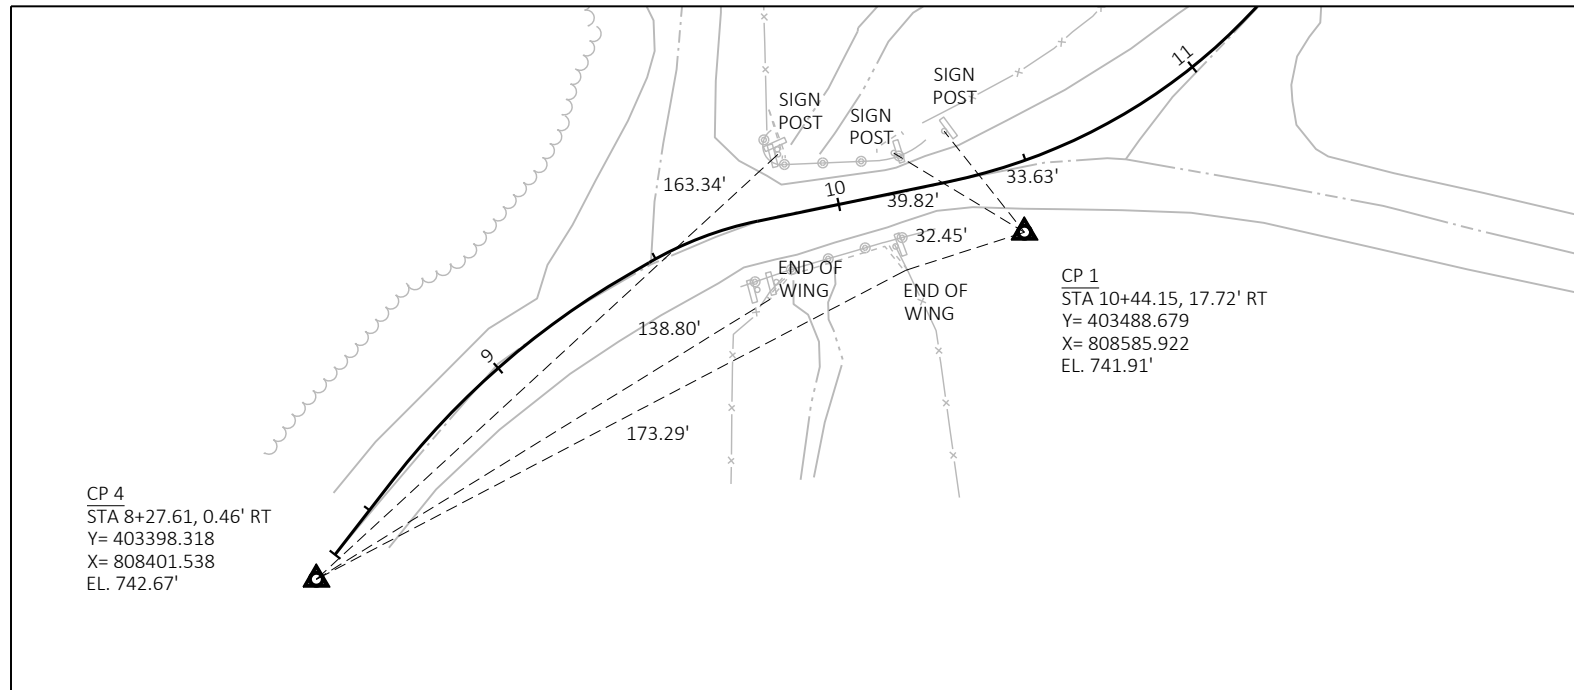 11
SIGN
POST
SIGN
POST
SIGN
POST
163.34'
10
39.82'
33.63'
32.45'
END OF
WING
END OF
WING
138.80'
9
173.29'
CP 1
STA 10+44.15, 17.72' RT
Y= 403488.679
X= 808585.922
EL. 741.91'
CP 4
STA 8+27.61, 0.46' RT
Y= 403398.318
X= 808401.538
EL. 742.67'